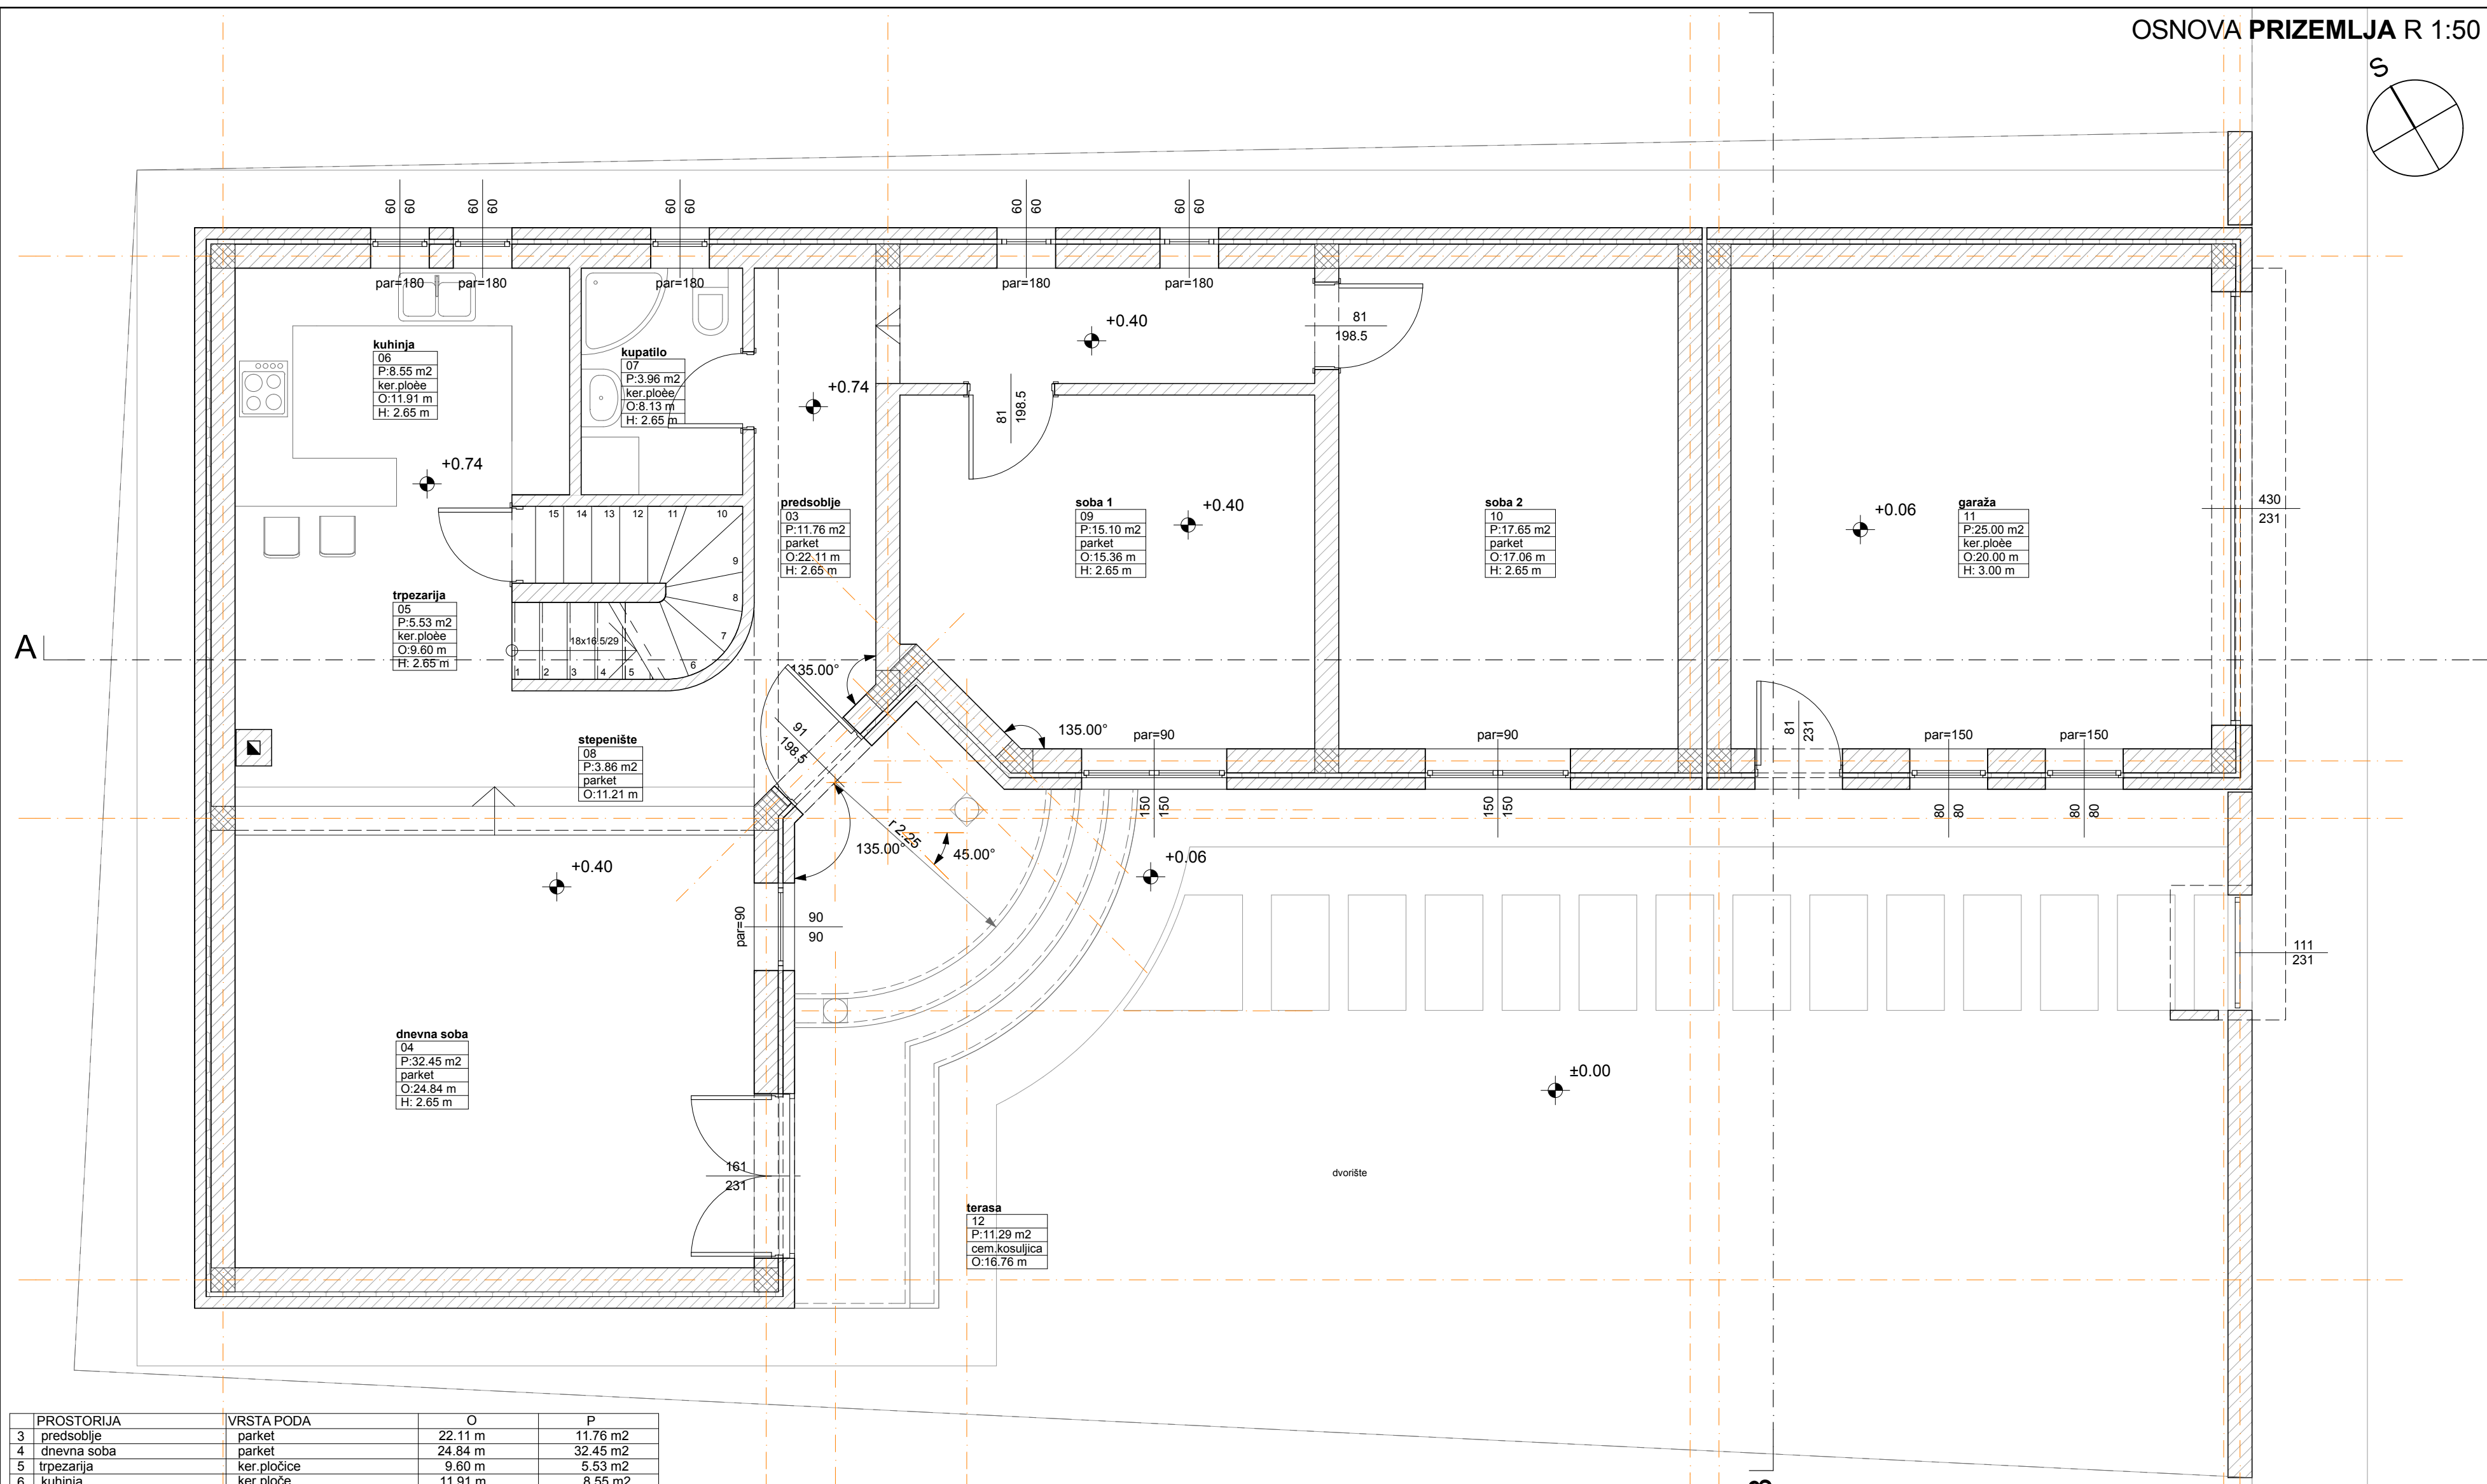 OSNOVA PRIZEMLJA R 1:50
S
60
60
60
60
60
60
60
60
60
60
par=180
par=180
par=180
par=180
par=180
kuhinja
06
P:8.55 m2
ker.ploèe
O:11.91 m
H: 2.65 m
kupatilo
07
P:3.96 m2
ker.ploèe
O:8.13 m
H: 2.65 m
+0.74
+0.40
81
198.5
81
198.5
+0.74
predsoblje
03
P:11.76 m2
parket
O:22.11 m
H: 2.65 m
soba 1
09
P:15.10 m2
parket
O:15.36 m
H: 2.65 m
+0.40
soba 2
10
P:17.65 m2
parket
O:17.06 m
H: 2.65 m
+0.06
garaža
11
P:25.00 m2
ker.ploèe
O:20.00 m
H: 3.00 m
430
231
15
14
13
12
11
10
9
8
7
6
18x16.5/29
1
2
3
4
5
trpezarija
05
P:5.53 m2
ker.ploèe
O:9.60 m
H: 2.65 m
A
135.00°
91
198.5
135.00°
par=90
par=90
81
231
par=150
par=150
stepenište
08
P:3.86 m2
parket
O:11.21 m
150
150
150
150
80
80
80
80
r 2.25
135.00°
45.00°
+0.06
+0.40
par=90
90
90
111
231
dnevna soba
04
P:32.45 m2
parket
O:24.84 m
H: 2.65 m
±0.00
161
231
dvorište
terasa
12
P:11.29 m2
cem.kosuljica
O:16.76 m
PROSTORIJA VRSTA PODA O P
3 predsoblje parket 22.11 m 11.76 m2
4 dnevna soba parket 24.84 m 32.45 m2
5 trpezarija ker.pločice 9.60 m 5.53 m2
6 kuhinja ker.ploče 11.91 m 8.55 m2